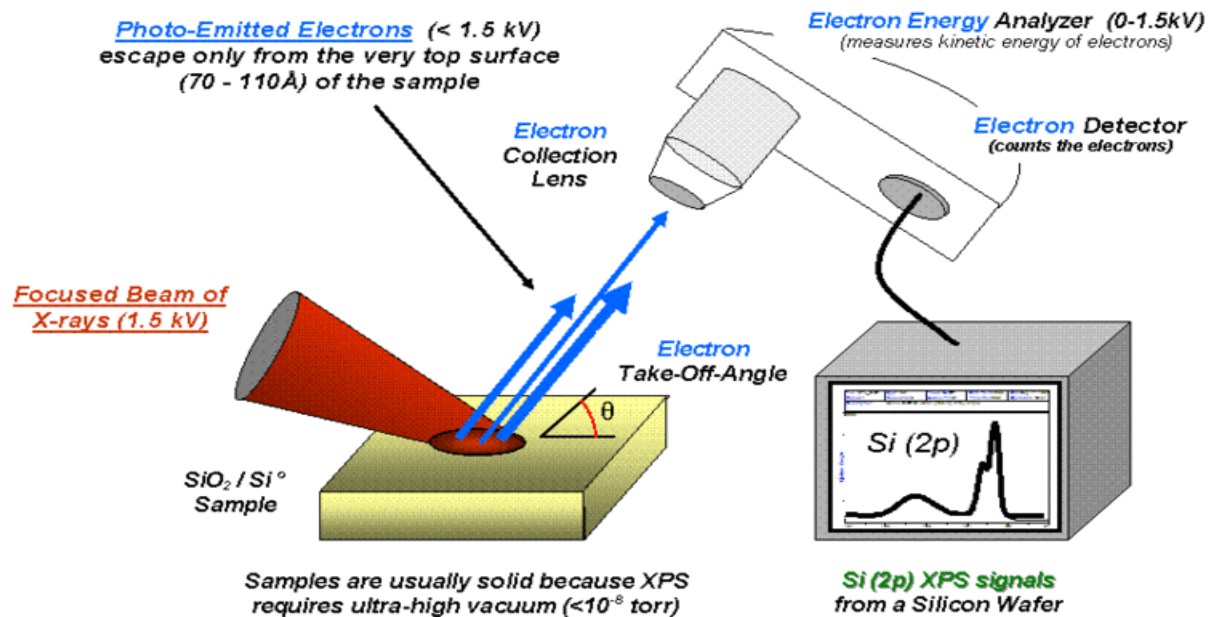 Photo-Emitted Electrons (< 1.5 kV)
escape only from the very top surface
(70 - 110Å) of the sample
Electron Energy Analyzer (0-1.5kV)
(measures kinetic energy of electrons)
Electron
Collection
Lens
Electron Detector
(counts the electrons)
Focused Beam of
X-rays (1.5 kV)
Electron
Take-Off-Angle
θ
SiO₂ / Si°
Sample
Si (2p)
Samples are usually solid because XPS
requires ultra-high vacuum (<10⁻⁸ torr)
Si (2p) XPS signals
from a Silicon Wafer